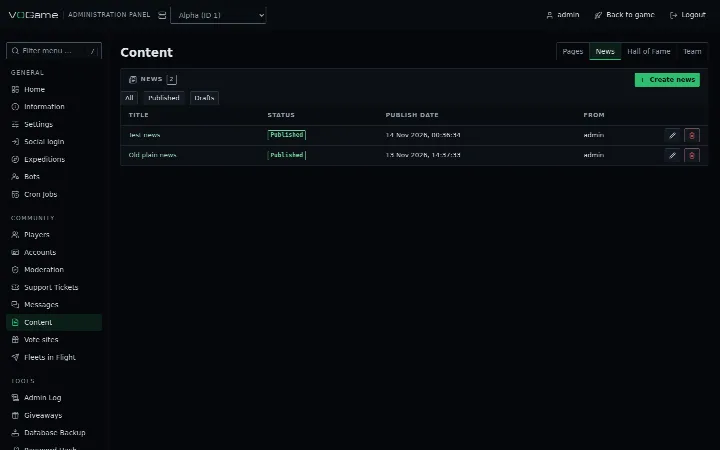 VOGame
ADMINISTRATION PANEL
Alpha (ID 1)
admin
Back to game
Logout
Filter menu ...
/
GENERAL
Home
Information
Settings
Social login
Expeditions
Bots
Cron Jobs
COMMUNITY
Players
Accounts
Moderation
Support Tickets
Messages
Content
Vote sites
Fleets in Flight
TOOLS
Admin Log
Giveaways
Database Backup
Content
Pages
News
Hall of Fame
Team
NEWS 2
+ Create news
All
Published
Drafts
TITLE STATUS PUBLISH DATE FROM
Test news Published 14 Nov 2026, 00:36:34 admin
Old plain news Published 13 Nov 2026, 14:37:33 admin